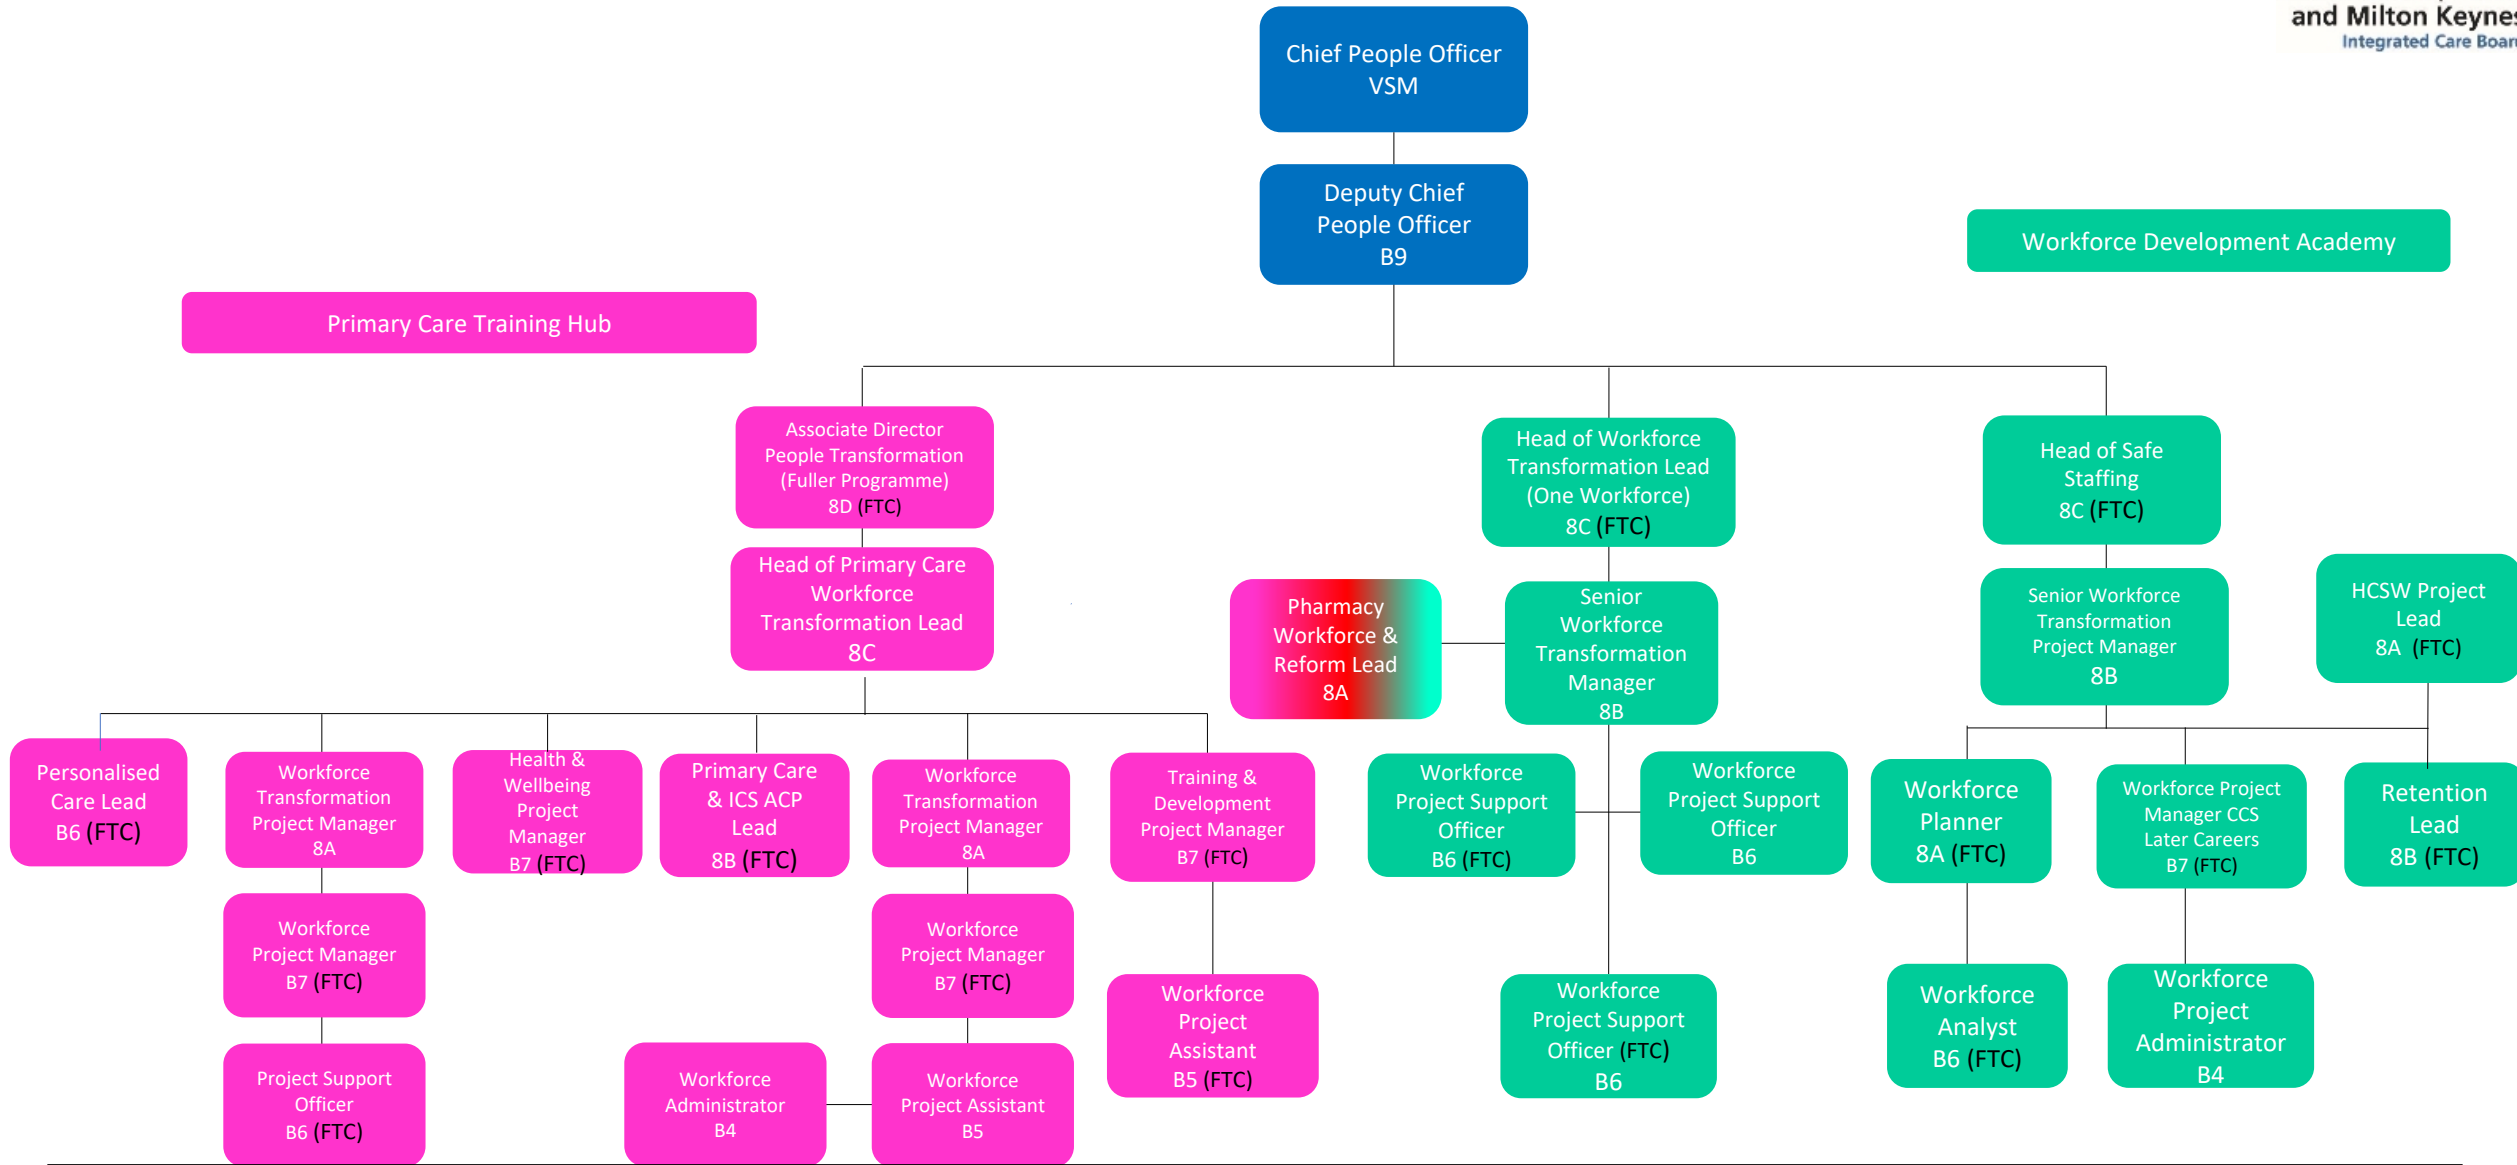 and Milton Keynes
Integrated Care Board
Chief People Officer
VSM
Deputy Chief
People Officer
B9
Workforce Development Academy
Primary Care Training Hub
Associate Director
People Transformation
(Fuller Programme)
8D (FTC)
Head of Workforce
Transformation Lead
(One Workforce)
8C (FTC)
Head of Safe
Staffing
8C (FTC)
Head of Primary Care
Workforce
Transformation Lead
8C
Pharmacy
Workforce &
Reform Lead
8A
Senior
Workforce
Transformation
Manager
8B
Senior Workforce
Transformation
Project Manager
8B
HCSW Project
Lead
8A (FTC)
Personalised
Care Lead
B6 (FTC)
Workforce
Transformation
Project Manager
8A
Health &
Wellbeing
Project
Manager
B7 (FTC)
Primary Care
& ICS ACP
Lead
8B (FTC)
Workforce
Transformation
Project Manager
8A
Training &
Development
Project Manager
B7 (FTC)
Workforce
Project Support
Officer
B6 (FTC)
Workforce
Project Support
Officer
B6
Workforce
Planner
8A (FTC)
Workforce Project
Manager CCS
Later Careers
B7 (FTC)
Retention
Lead
8B (FTC)
Workforce
Project Manager
B7 (FTC)
Workforce
Project Manager
B7 (FTC)
Workforce
Project
Assistant
B5 (FTC)
Workforce
Project Support
Officer (FTC)
B6
Workforce
Analyst
B6 (FTC)
Workforce
Project
Administrator
B4
Project Support
Officer
B6 (FTC)
Workforce
Administrator
B4
Workforce
Project Assistant
B5